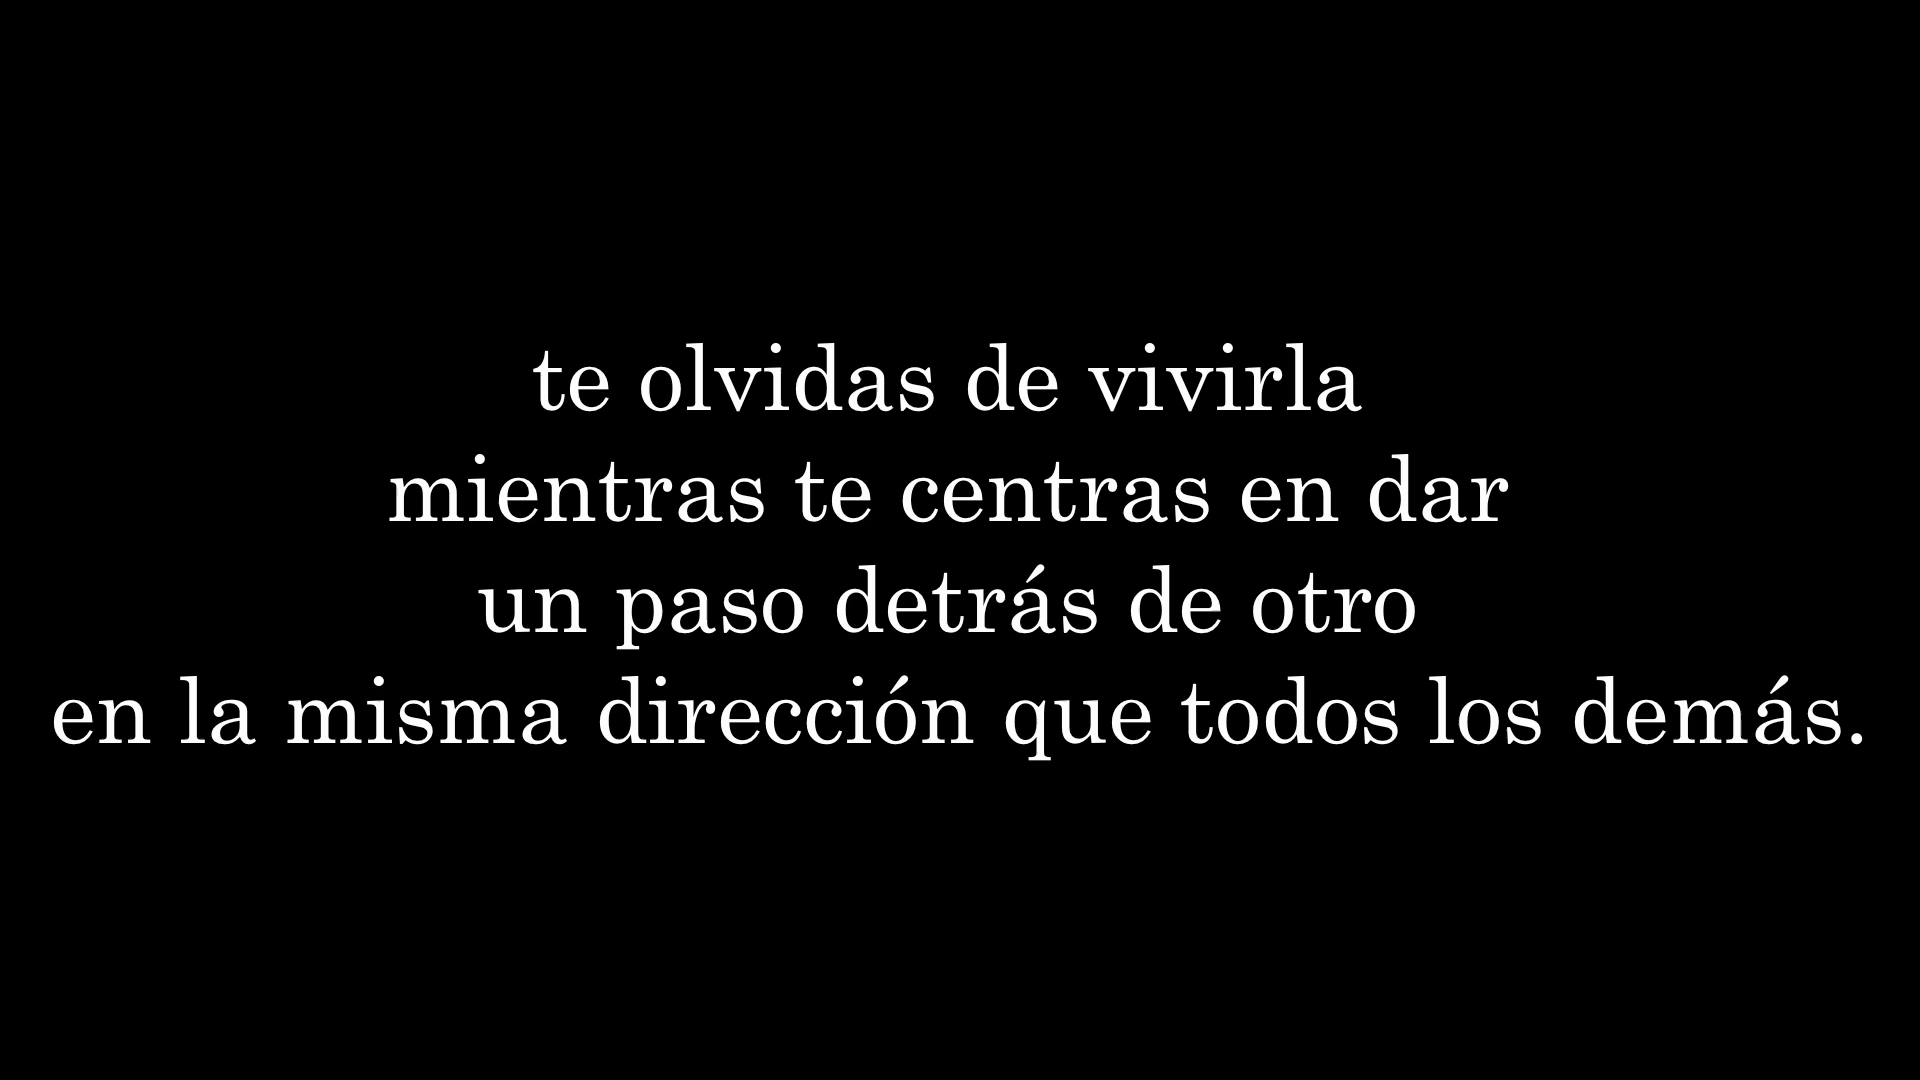 te olvidas de vivirla
mientras te centras en dar
un paso detrás de otro
en la misma dirección que todos los demás.